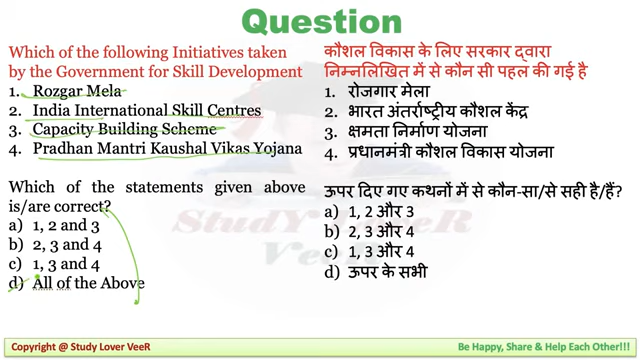 Question
Which of the following Initiatives taken
by the Government for Skill Development
1. Rozgar Mela
2. India International Skill Centres
3. Capacity Building Scheme
4. Pradhan Mantri Kaushal Vikas Yojana
Which of the statements given above
is/are correct?
a) 1, 2 and 3
b) 2, 3 and 4
c) 1, 3 and 4
d) All of the Above
कौशल विकास के लिए सरकार द्वारा
निम्नलिखित में से कौन सी पहल की गई है
1. रोजगार मेला
2. भारत अंतर्राष्ट्रीय कौशल केंद्र
3. क्षमता निर्माण योजना
4. प्रधानमंत्री कौशल विकास योजना
ऊपर दिए गए कथनों में से कौन-सा/से सही है/हैं?
a) 1, 2 और 3
b) 2, 3 और 4
c) 1, 3 और 4
d) ऊपर के सभी
StudY LoveR
VeeR
Copyright @ Study Lover VeeR
Be Happy, Share & Help Each Other!!!